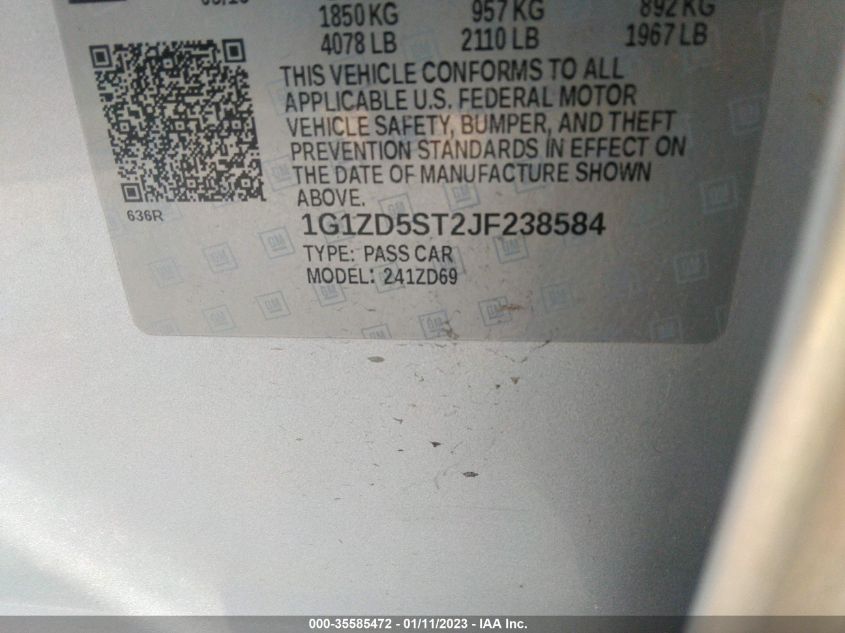 1850 KG 957 KG 892 KG
4078 LB 2110 LB 1967 LB
THIS VEHICLE CONFORMS TO ALL
APPLICABLE U.S. FEDERAL MOTOR
VEHICLE SAFETY, BUMPER, AND THEFT
PREVENTION STANDARDS IN EFFECT ON
THE DATE OF MANUFACTURE SHOWN
ABOVE.
636R
1G1ZD5ST2JF238584
TYPE: PASS CAR
MODEL: 241ZD69
000-35585472 - 01/11/2023 - IAA Inc.